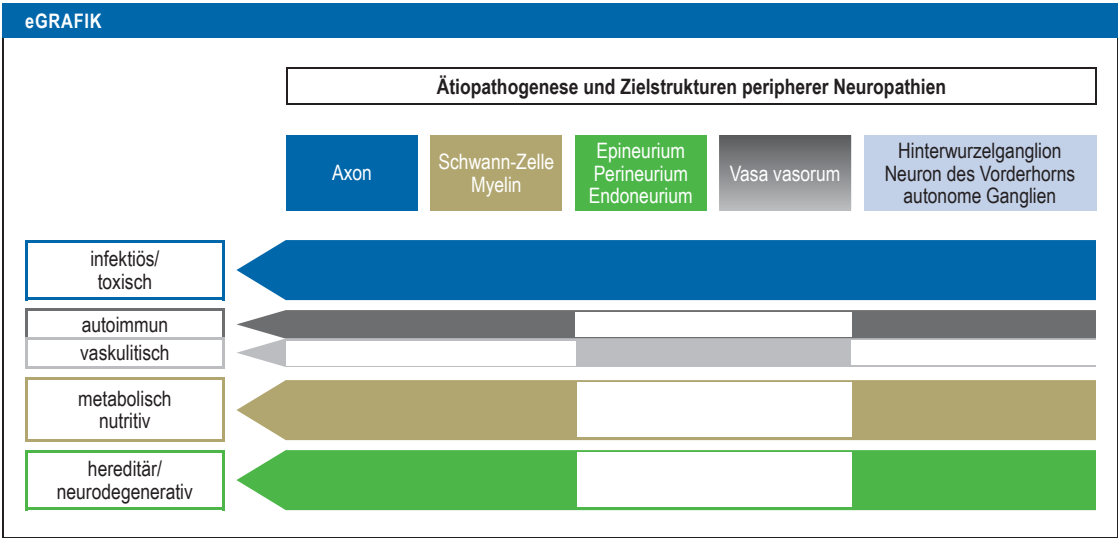 eGRAFIK
Ätiopathogenese und Zielstrukturen peripherer Neuropathien
Axon
Schwann-Zelle
Myelin
Epineurium
Perineurium
Endoneurium
Vasa vasorum
Hinterwurzelganglion
Neuron des Vorderhorns
autonome Ganglien
infektiös/
toxisch
autoimmun
vaskulitisch
metabolisch
nutritiv
hereditär/
neurodegenerativ